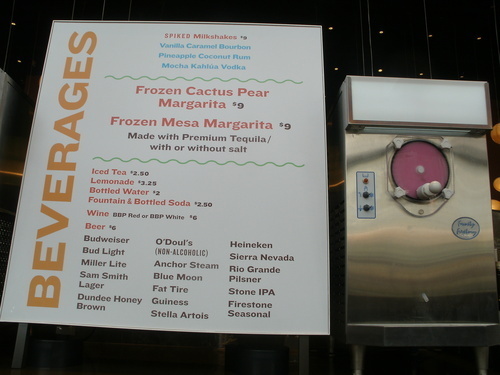 BEVERAGES
SPIKED Milkshakes $9
Vanilla Caramel Bourbon
Pineapple Coconut Rum
Mocha Kahlúa Vodka
Frozen Cactus Pear
Margarita $9
Frozen Mesa Margarita $9
Made with Premium Tequila/
with or without salt
Iced Tea $2.50
Lemonade $3.25
Bottled Water $2
Fountain & Bottled Soda $2.50
Wine BBP Red or BBP White $6
Beer $6
Budweiser
Bud Light
Miller Lite
Sam Smith
Lager
Dundee Honey
Brown
O'Doul's
(NON-ALCOHOLIC)
Anchor Steam
Blue Moon
Fat Tire
Guiness
Stella Artois
Heineken
Sierra Nevada
Rio Grande
Pilsner
Stone IPA
Firestone
Seasonal